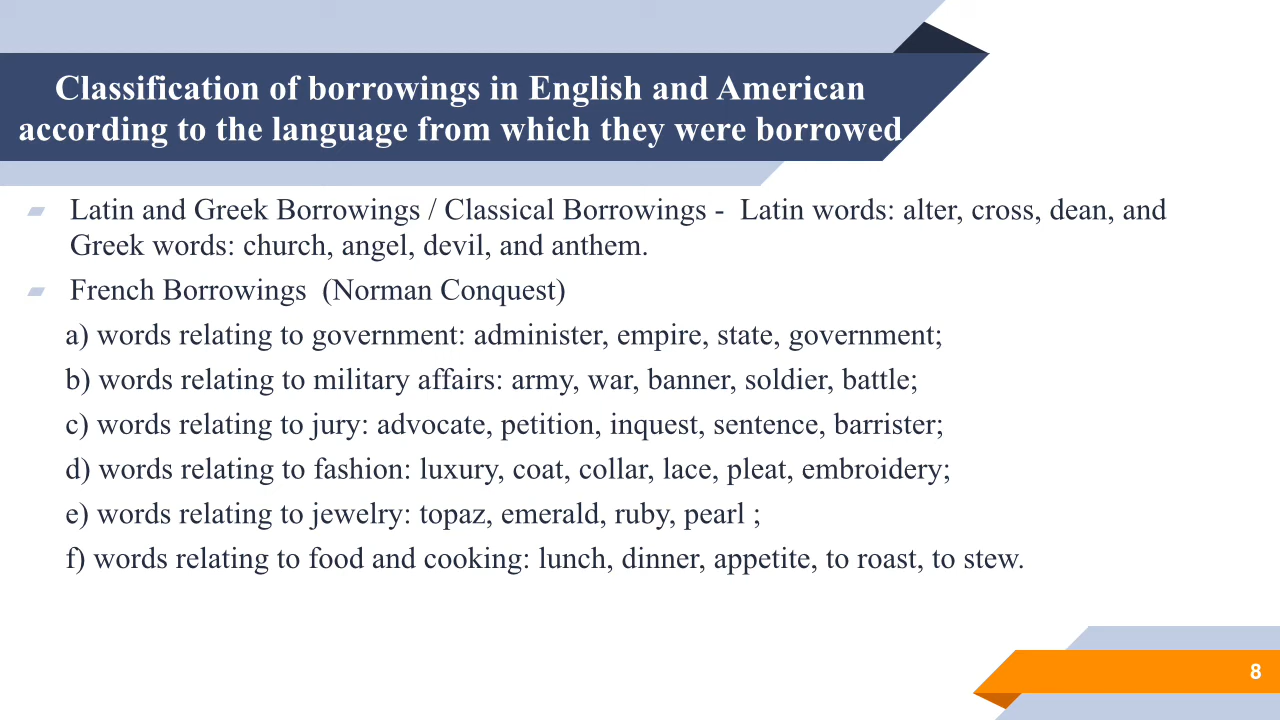 Classification of borrowings in English and American
according to the language from which they were borrowed
Latin and Greek Borrowings / Classical Borrowings -  Latin words: alter, cross, dean, and
Greek words: church, angel, devil, and anthem.
French Borrowings  (Norman Conquest)
a) words relating to government: administer, empire, state, government;
b) words relating to military affairs: army, war, banner, soldier, battle;
c) words relating to jury: advocate, petition, inquest, sentence, barrister;
d) words relating to fashion: luxury, coat, collar, lace, pleat, embroidery;
e) words relating to jewelry: topaz, emerald, ruby, pearl ;
f) words relating to food and cooking: lunch, dinner, appetite, to roast, to stew.
8